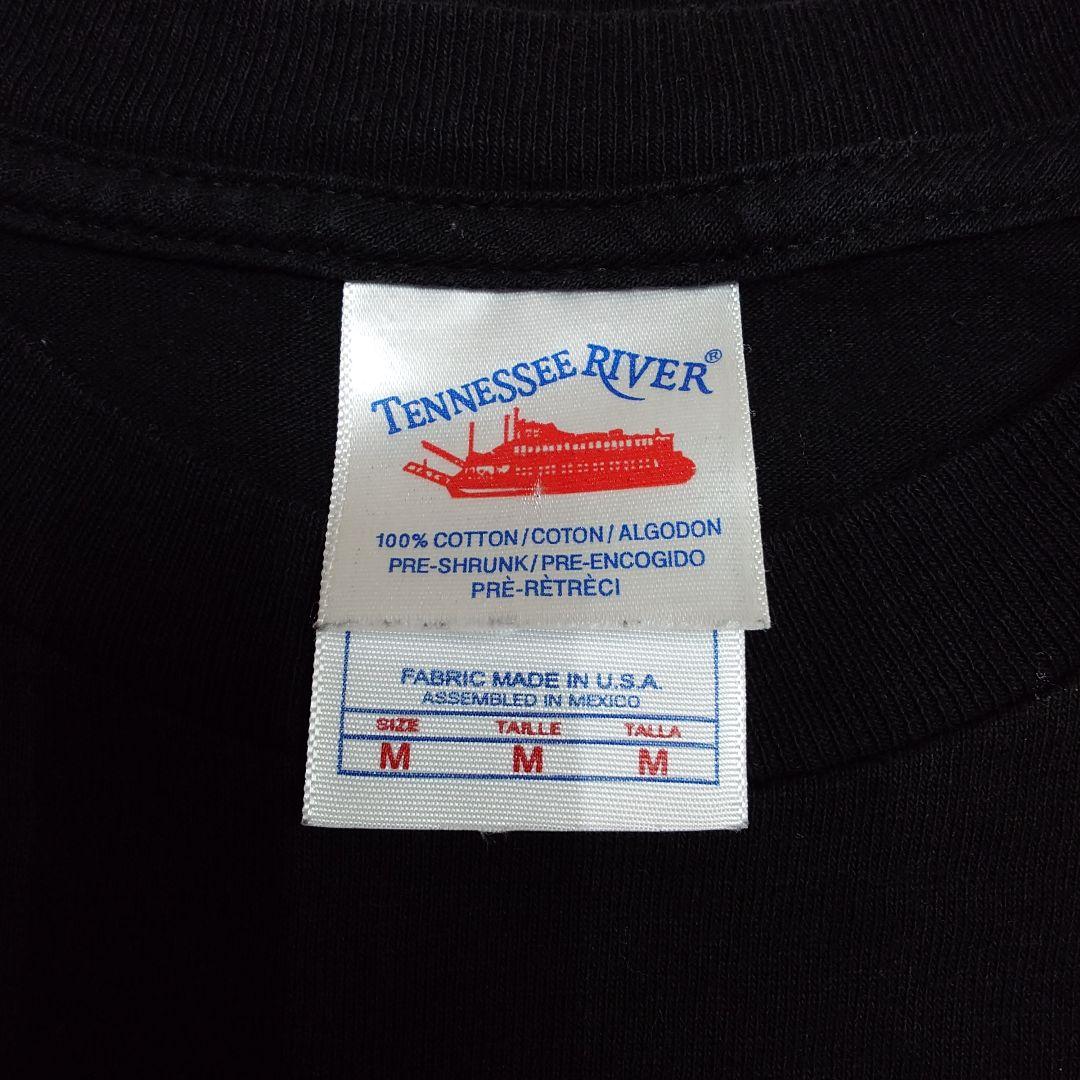 TENNESSEE RIVER®
100% COTTON/COTON/ALGODON
PRE-SHRUNK/PRE-ENCOGIDO
PRÈ-RÈTRÈCI
FABRIC MADE IN U.S.A.
ASSEMBLED IN MEXICO
SIZE TAILLE TALLA
M M M